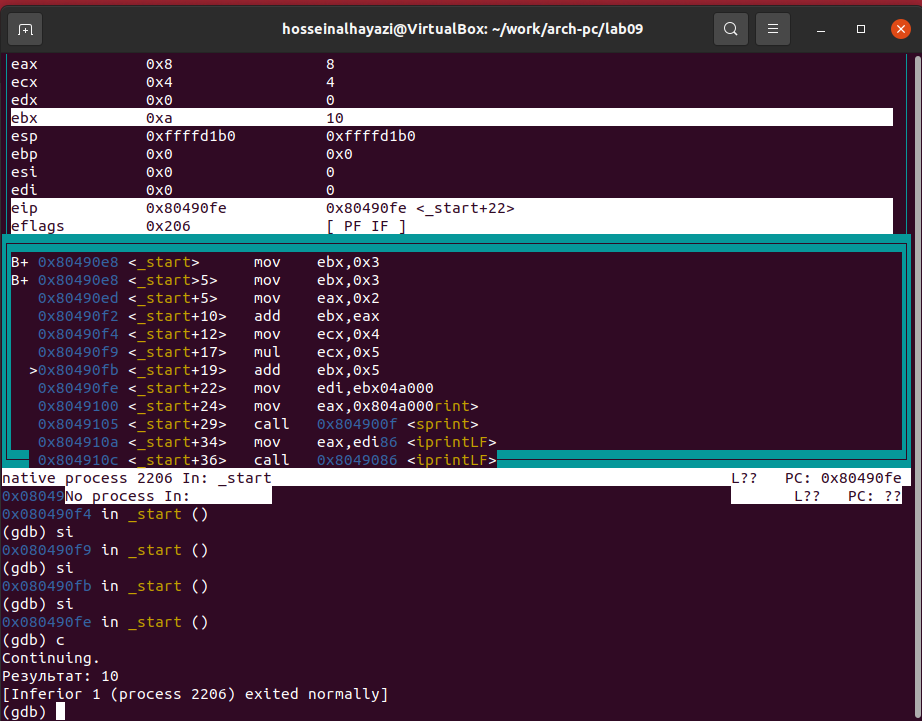 hosseinalhayazi@VirtualBox: ~/work/arch-pc/lab09
eax 0x8 8
ecx 0x4 4
edx 0x0 0
ebx 0xa 10
esp 0xffffd1b0 0xffffd1b0
ebp 0x0 0x0
esi 0x0 0
edi 0x0 0
eip 0x80490fe 0x80490fe <_start+22>
eflags 0x206 [ PF IF ]
B+ 0x80490e8 <_start> mov ebx,0x3
B+ 0x80490e8 <_start>5> mov ebx,0x3
0x80490ed <_start+5> mov eax,0x2
0x80490f2 <_start+10> add ebx,eax
0x80490f4 <_start+12> mov ecx,0x4
0x80490f9 <_start+17> mul ecx,0x5
>0x80490fb <_start+19> add ebx,0x5
0x80490fe <_start+22> mov edi,ebx04a000
0x8049100 <_start+24> mov eax,0x804a000rint>
0x8049105 <_start+29> call 0x804900f <sprint>
0x804910a <_start+34> mov eax,edi86 <iprintLF>
0x804910c <_start+36> call 0x8049086 <iprintLF>
native process 2206 In: _start L?? PC: 0x80490fe
0x08049No process In: L?? PC: ??
0x080490f4 in _start ()
(gdb) si
0x080490f9 in _start ()
(gdb) si
0x080490fb in _start ()
(gdb) si
0x080490fe in _start ()
(gdb) c
Continuing.
Результат: 10
[Inferior 1 (process 2206) exited normally]
(gdb)